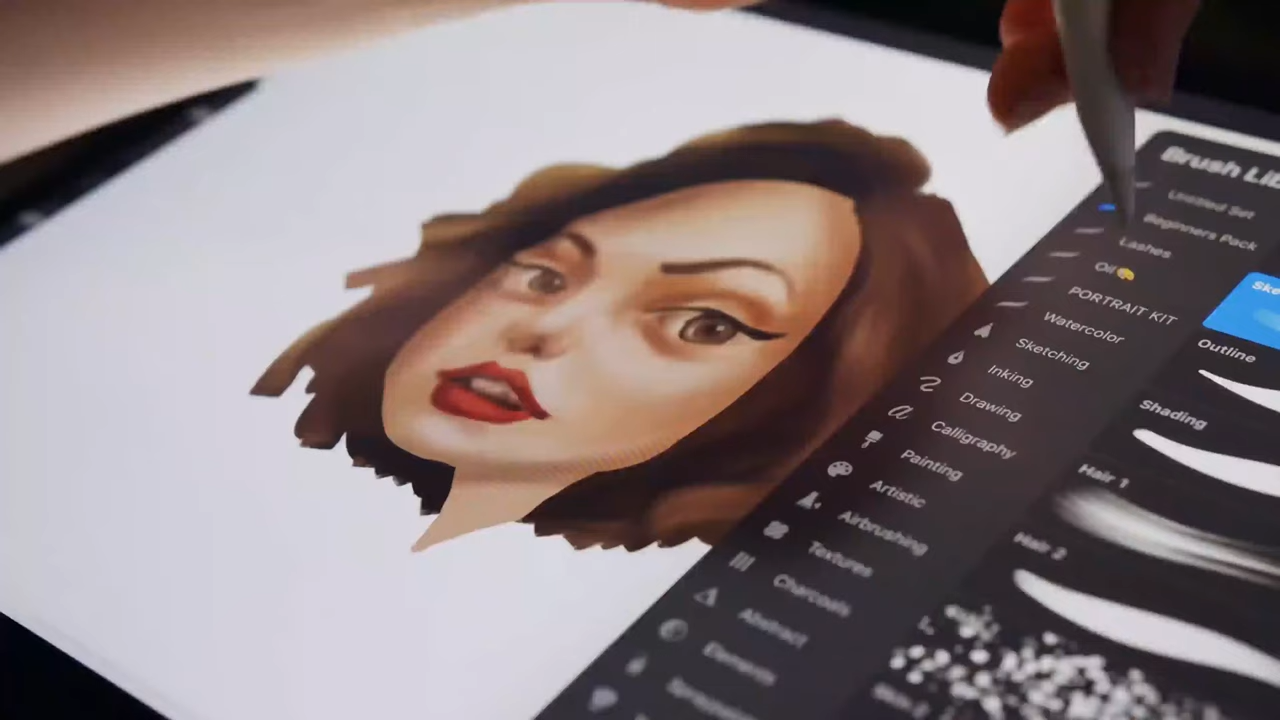 Brush Lib
Untitled Set
Beginners Pack
Lashes
Oil
PORTRAIT KIT
Watercolor
Sketching
Inking
Drawing
Calligraphy
Painting
Artistic
Airbrushing
Textures
Charcoals
Abstract
Elements
Ske
Outline
Shading
Hair 1
Hair 2